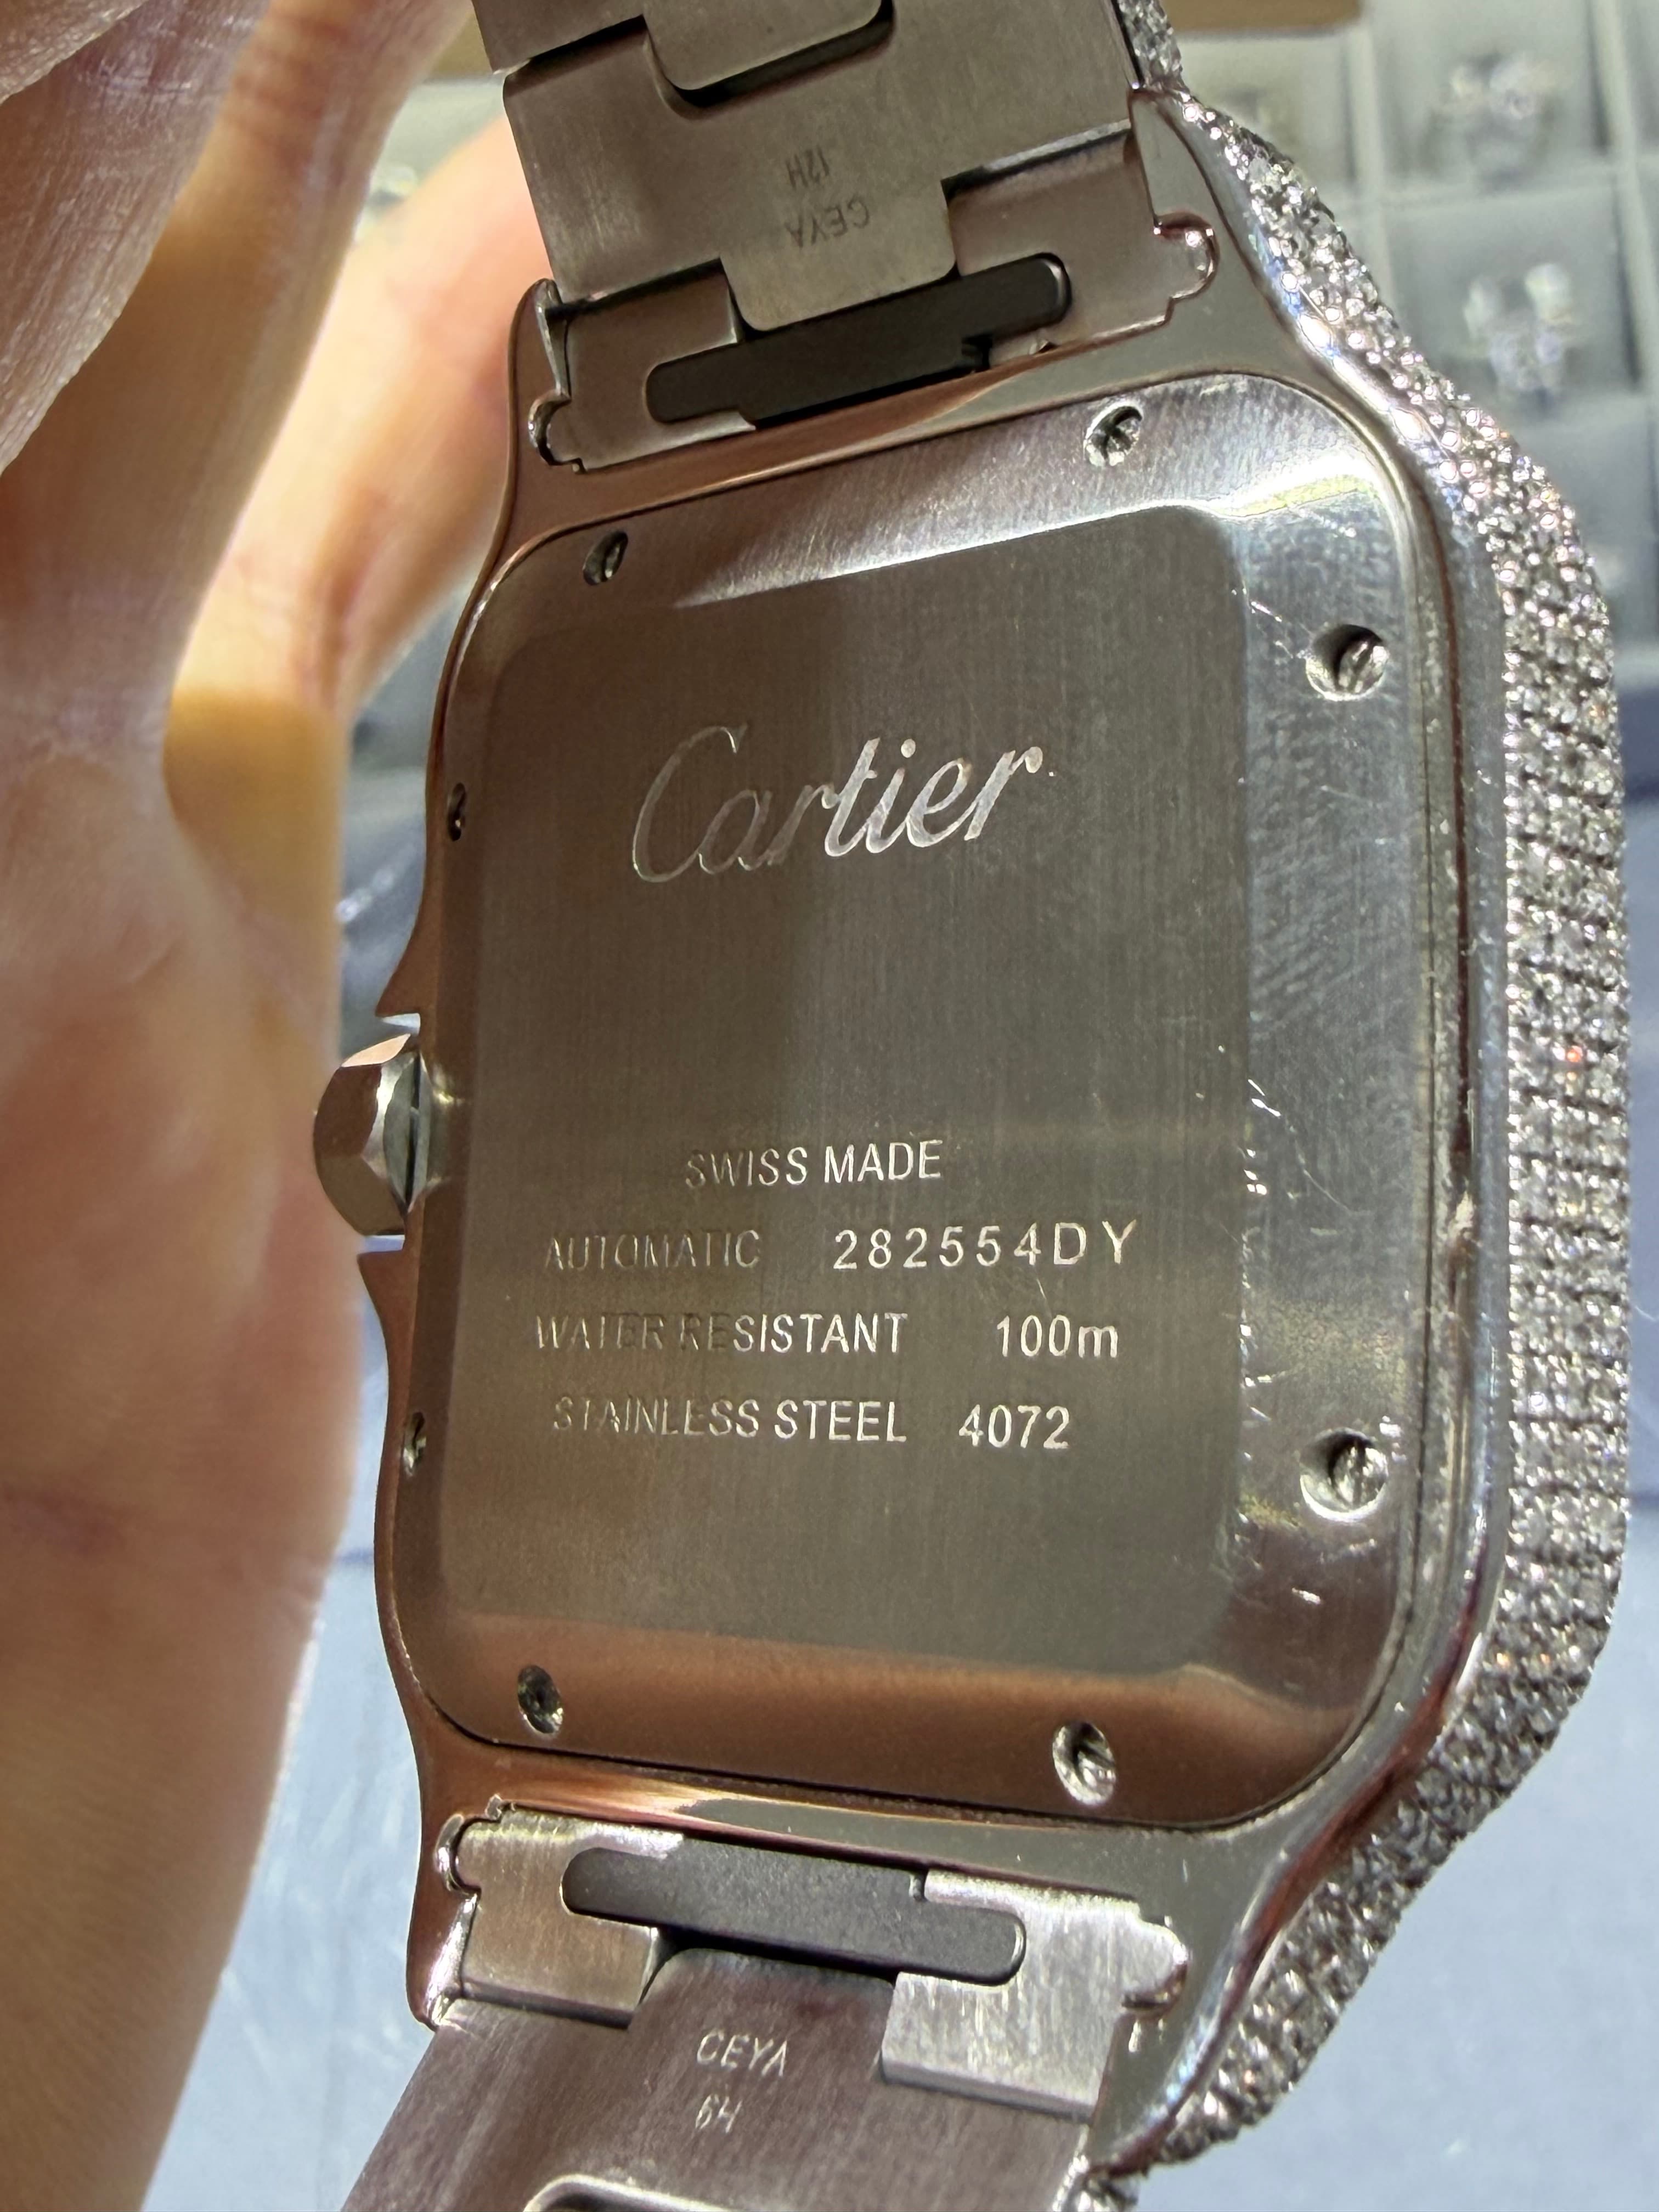 12H
CEYA
Cartier
SWISS MADE
AUTOMATIC 282554DY
WATER RESISTANT 100m
STAINLESS STEEL 4072
CEYA
6H